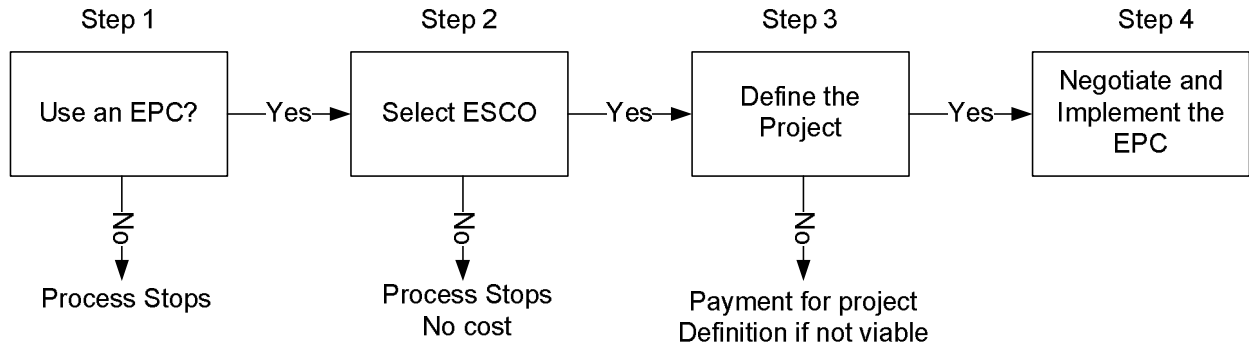 Step 1
Step 2
Step 3
Step 4
Use an EPC?
Yes
Select ESCO
Yes
Define the
Project
Yes
Negotiate and
Implement the
EPC
No
No
No
Process Stops
Process Stops
No cost
Payment for project
Definition if not viable